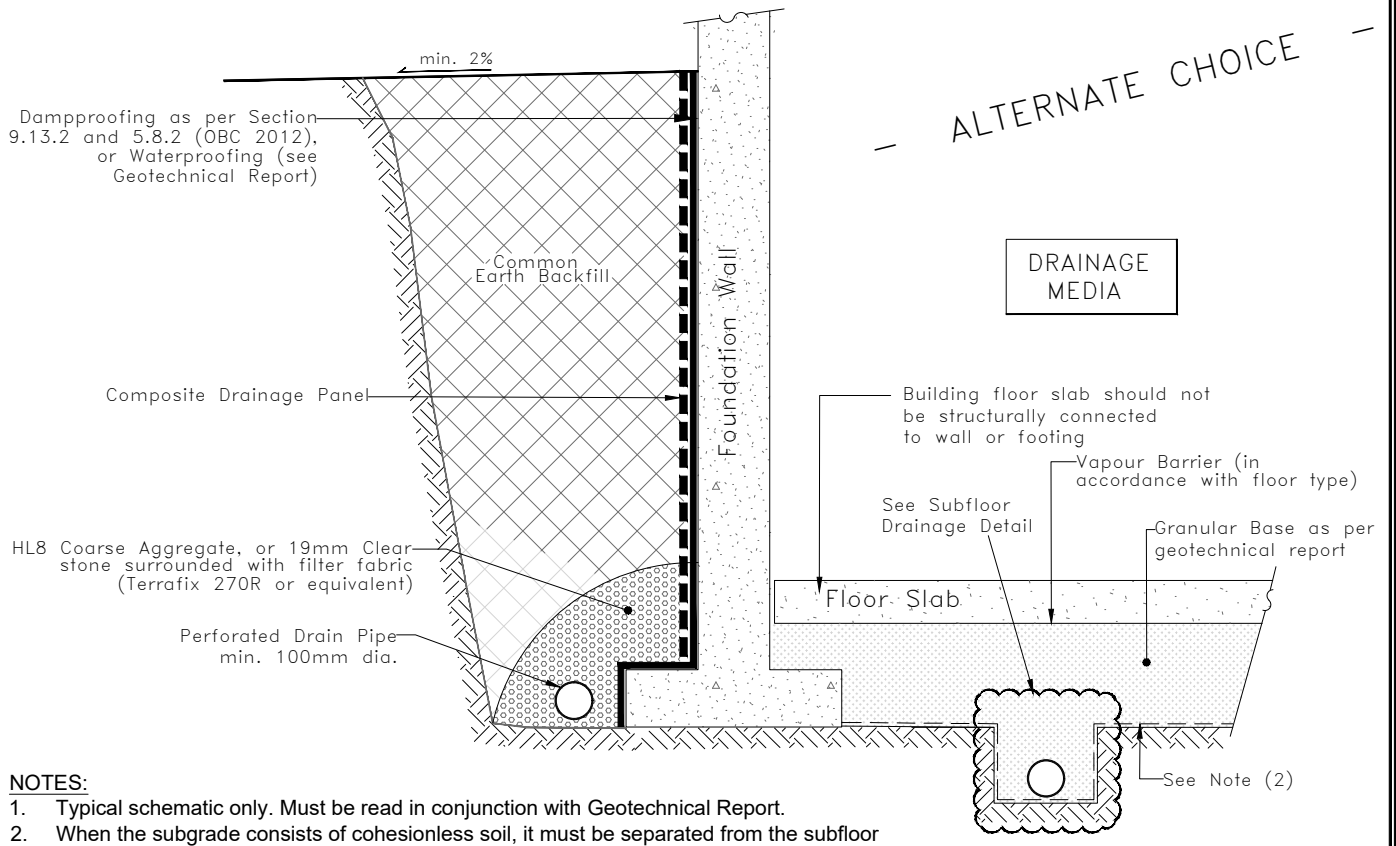 min. 2%
— ALTERNATE CHOICE —
Dampproofing as per Section
9.13.2 and 5.8.2 (OBC 2012),
or Waterproofing (see
Geotechnical Report)
DRAINAGE
MEDIA
Common
Earth Backfill
Foundation Wall
Composite Drainage Panel
Building floor slab should not
be structurally connected
to wall or footing
Vapour Barrier (in
accordance with floor type)
See Subfloor
Drainage Detail
Granular Base as per
geotechnical report
HL8 Coarse Aggregate, or 19mm Clear
stone surrounded with filter fabric
(Terrafix 270R or equivalent)
Floor Slab
Perforated Drain Pipe
min. 100mm dia.
See Note (2)
NOTES:
1. Typical schematic only. Must be read in conjunction with Geotechnical Report.
2. When the subgrade consists of cohesionless soil, it must be separated from the subfloor